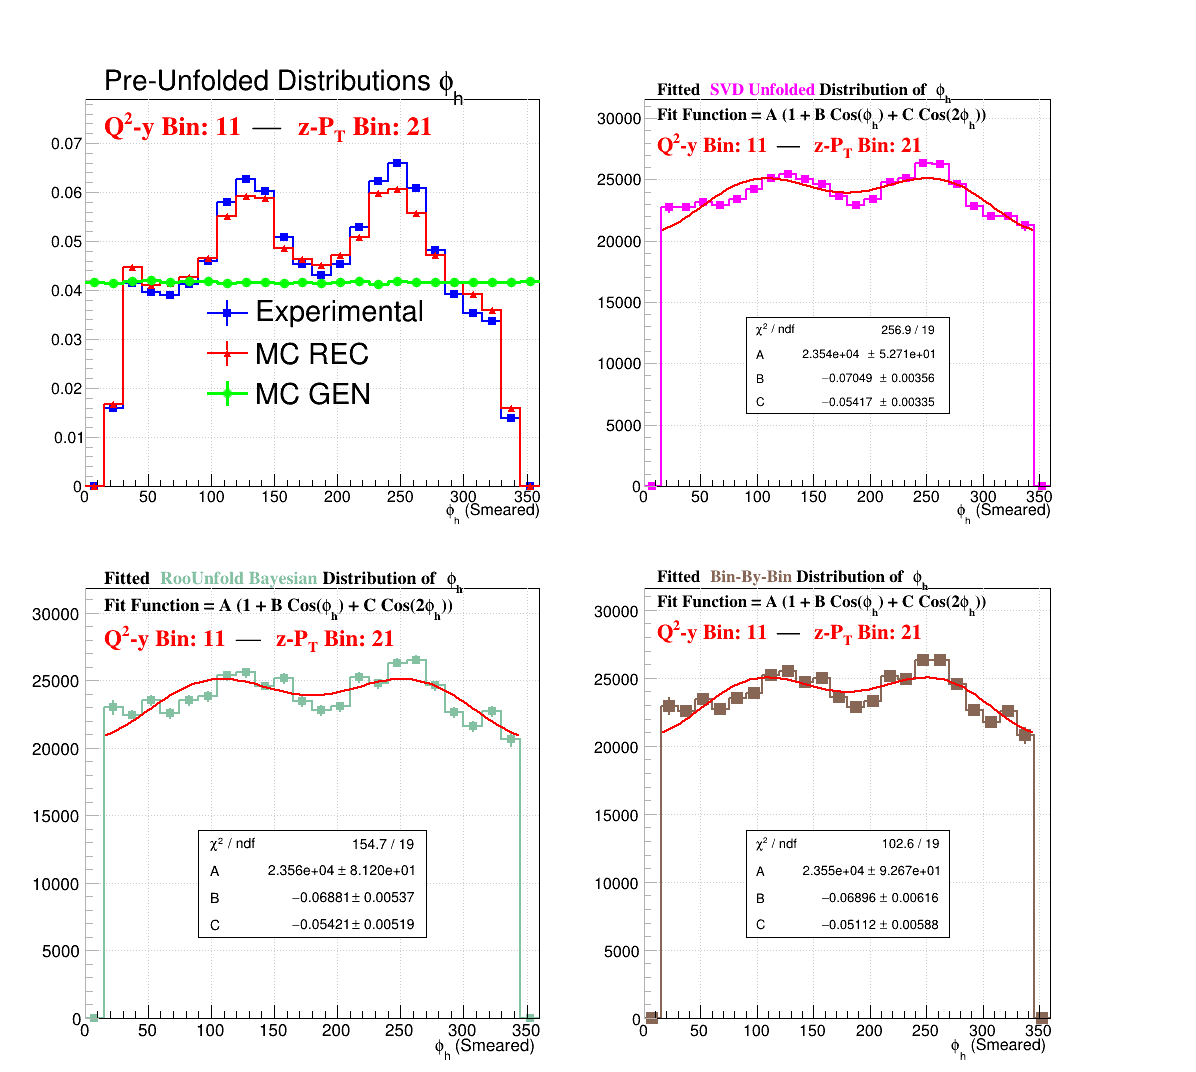 Pre-Unfolded Distributions ϕh
Q²-y Bin: 11 — z-PT Bin: 21
0.07
0.06
0.05
0.04
0.03
0.02
0.01
0
Experimental
MC REC
MC GEN
0 50 100 150 200 250 300 350
ϕh (Smeared)
Fitted SVD Unfolded Distribution of ϕh
Fit Function = A (1 + B Cos(ϕh) + C Cos(2ϕh))
Q²-y Bin: 11 — z-PT Bin: 21
30000
25000
20000
15000
10000
5000
0
χ² / ndf 256.9 / 19
A 2.354e+04 ± 5.271e+01
B −0.07049 ± 0.00356
C −0.05417 ± 0.00335
0 50 100 150 200 250 300 350
ϕh (Smeared)
Fitted RooUnfold Bayesian Distribution of ϕh
Fit Function = A (1 + B Cos(ϕh) + C Cos(2ϕh))
Q²-y Bin: 11 — z-PT Bin: 21
30000
25000
20000
15000
10000
5000
0
χ² / ndf 154.7 / 19
A 2.356e+04 ± 8.120e+01
B −0.06881 ± 0.00537
C −0.05421 ± 0.00519
0 50 100 150 200 250 300
ϕh (Smeared)
Fitted Bin-By-Bin Distribution of ϕh
Fit Function = A (1 + B Cos(ϕh) + C Cos(2ϕh))
Q²-y Bin: 11 — z-PT Bin: 21
30000
25000
20000
15000
10000
5000
0
χ² / ndf 102.6 / 19
A 2.355e+04 ± 9.267e+01
B −0.06896 ± 0.00616
C −0.05112 ± 0.00588
0 50 100 150 200 250 300 350
ϕh (Smeared)